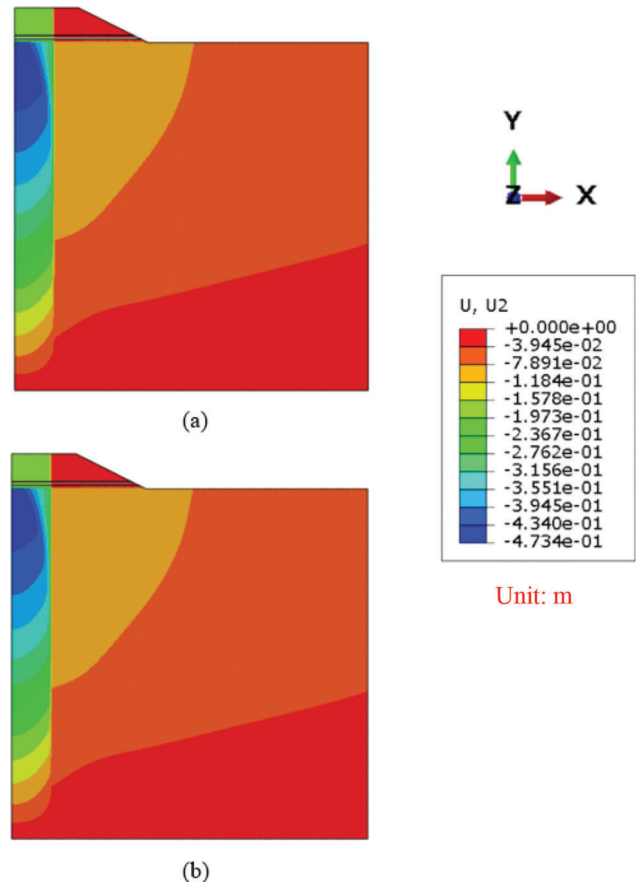 (a)
Y
Z
X
U, U2
+0.000e+00
-3.945e-02
-7.891e-02
-1.184e-01
-1.578e-01
-1.973e-01
-2.367e-01
-2.762e-01
-3.156e-01
-3.551e-01
-3.945e-01
-4.340e-01
-4.734e-01
Unit: m
(b)